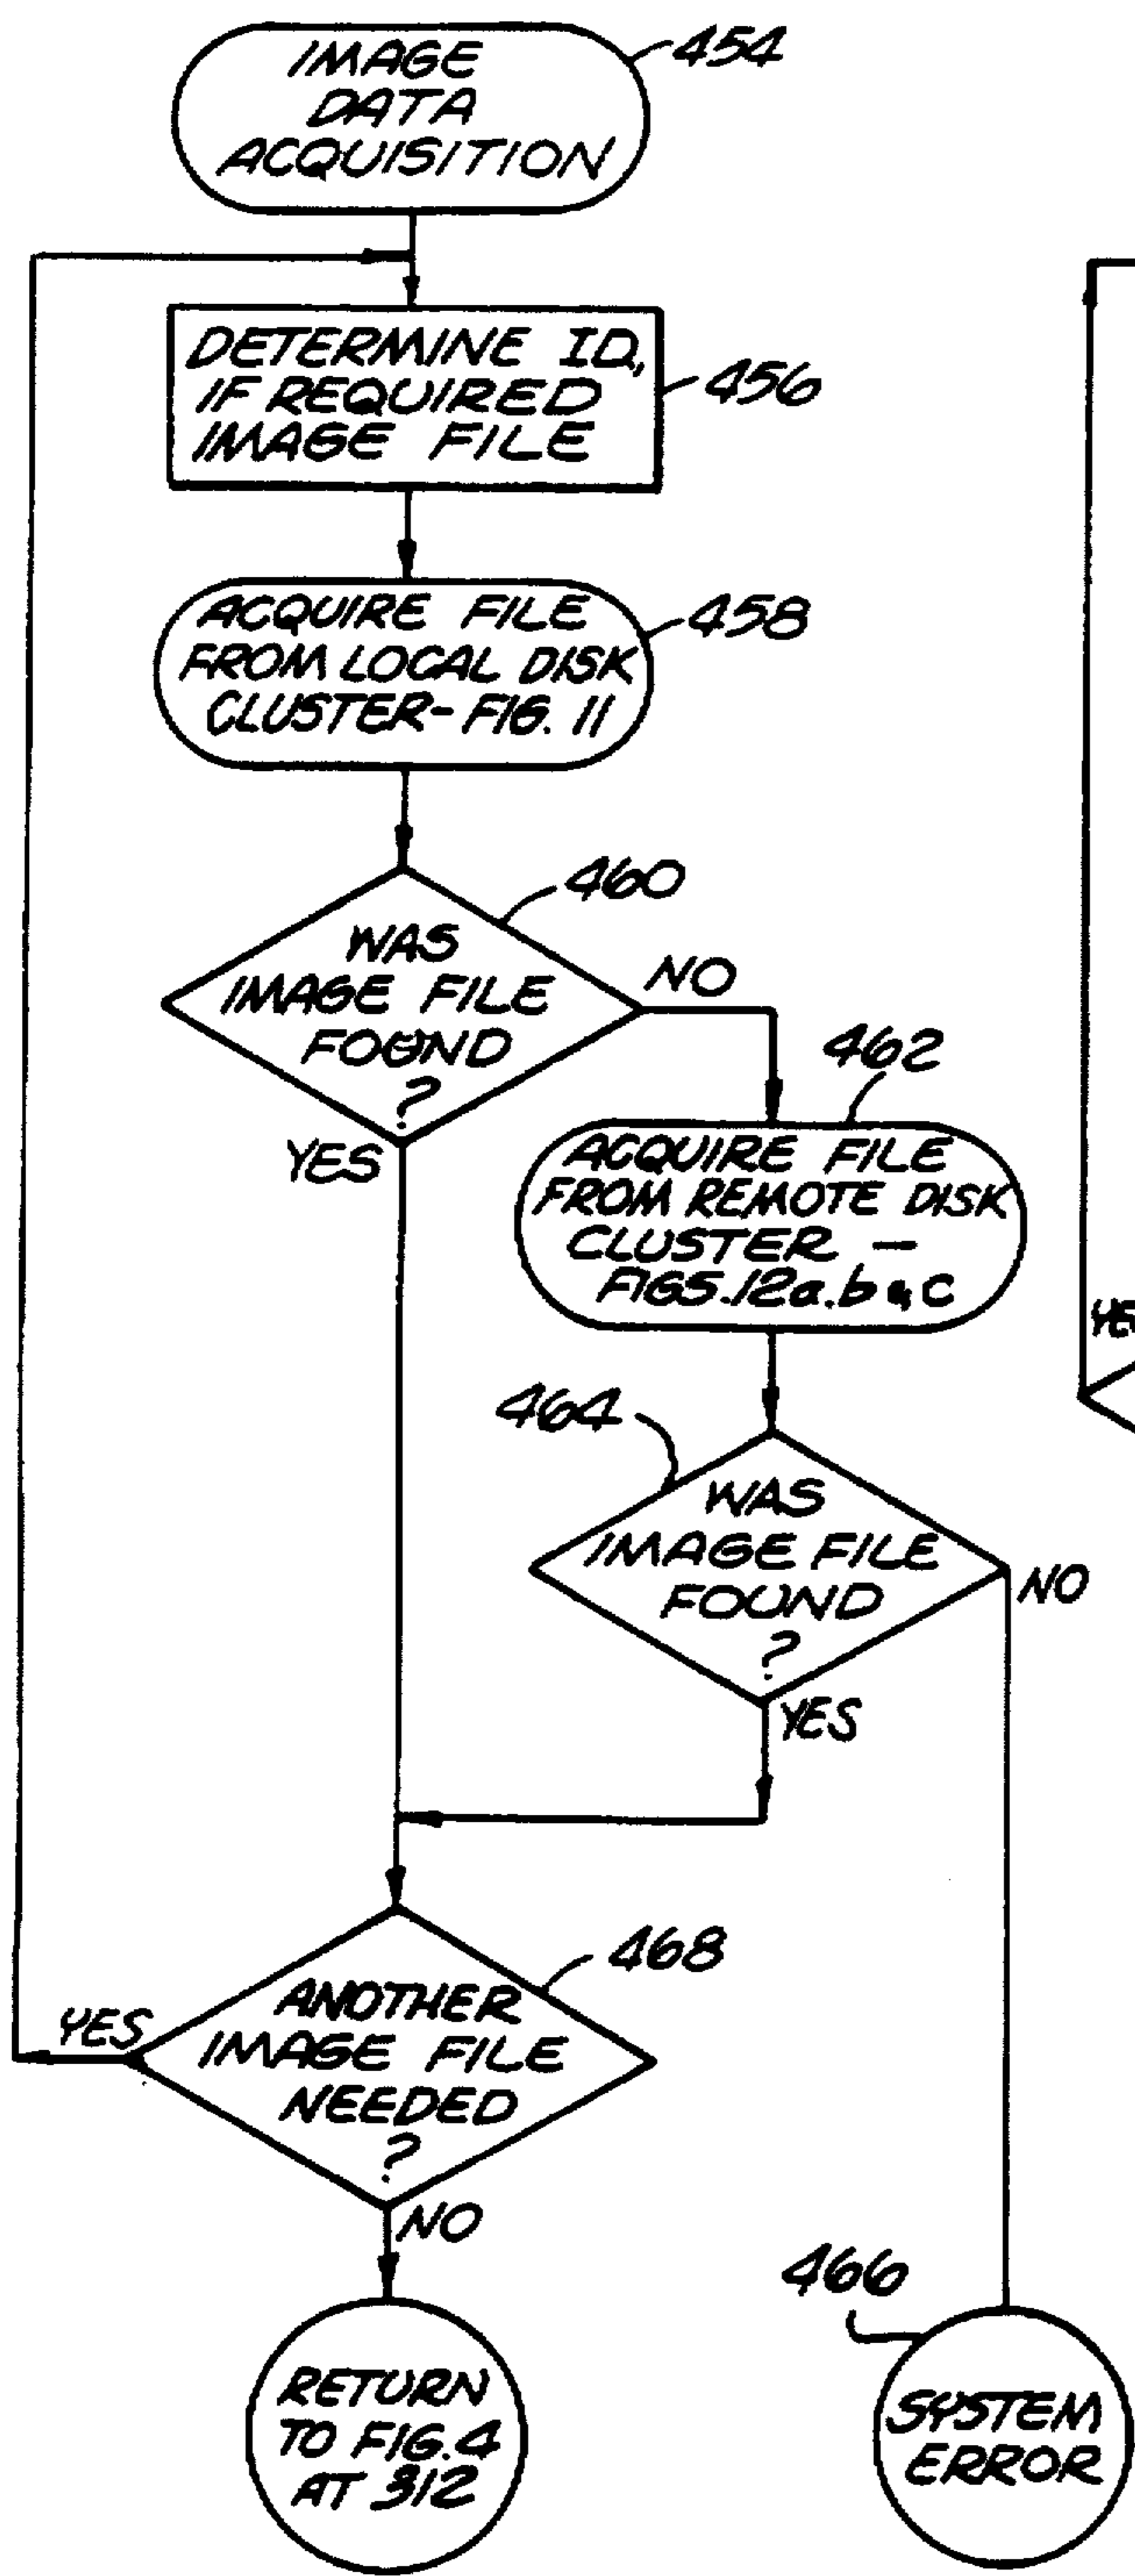 IMAGE
DATA
ACQUISITION
454
DETERMINE ID,
IF REQUIRED
IMAGE FILE
456
ACQUIRE FILE
FROM LOCAL DISK
CLUSTER- FIG. 11
458
460
WAS
IMAGE FILE
FOUND
?
NO
YES
462
ACQUIRE FILE
FROM REMOTE DISK
CLUSTER —
FIGS.12a.b & C
464
WAS
IMAGE FILE
FOUND
?
NO
YES
468
ANOTHER
IMAGE FILE
NEEDED
?
YES
NO
RETURN
TO FIG.4
AT 312
466
SYSTEM
ERROR